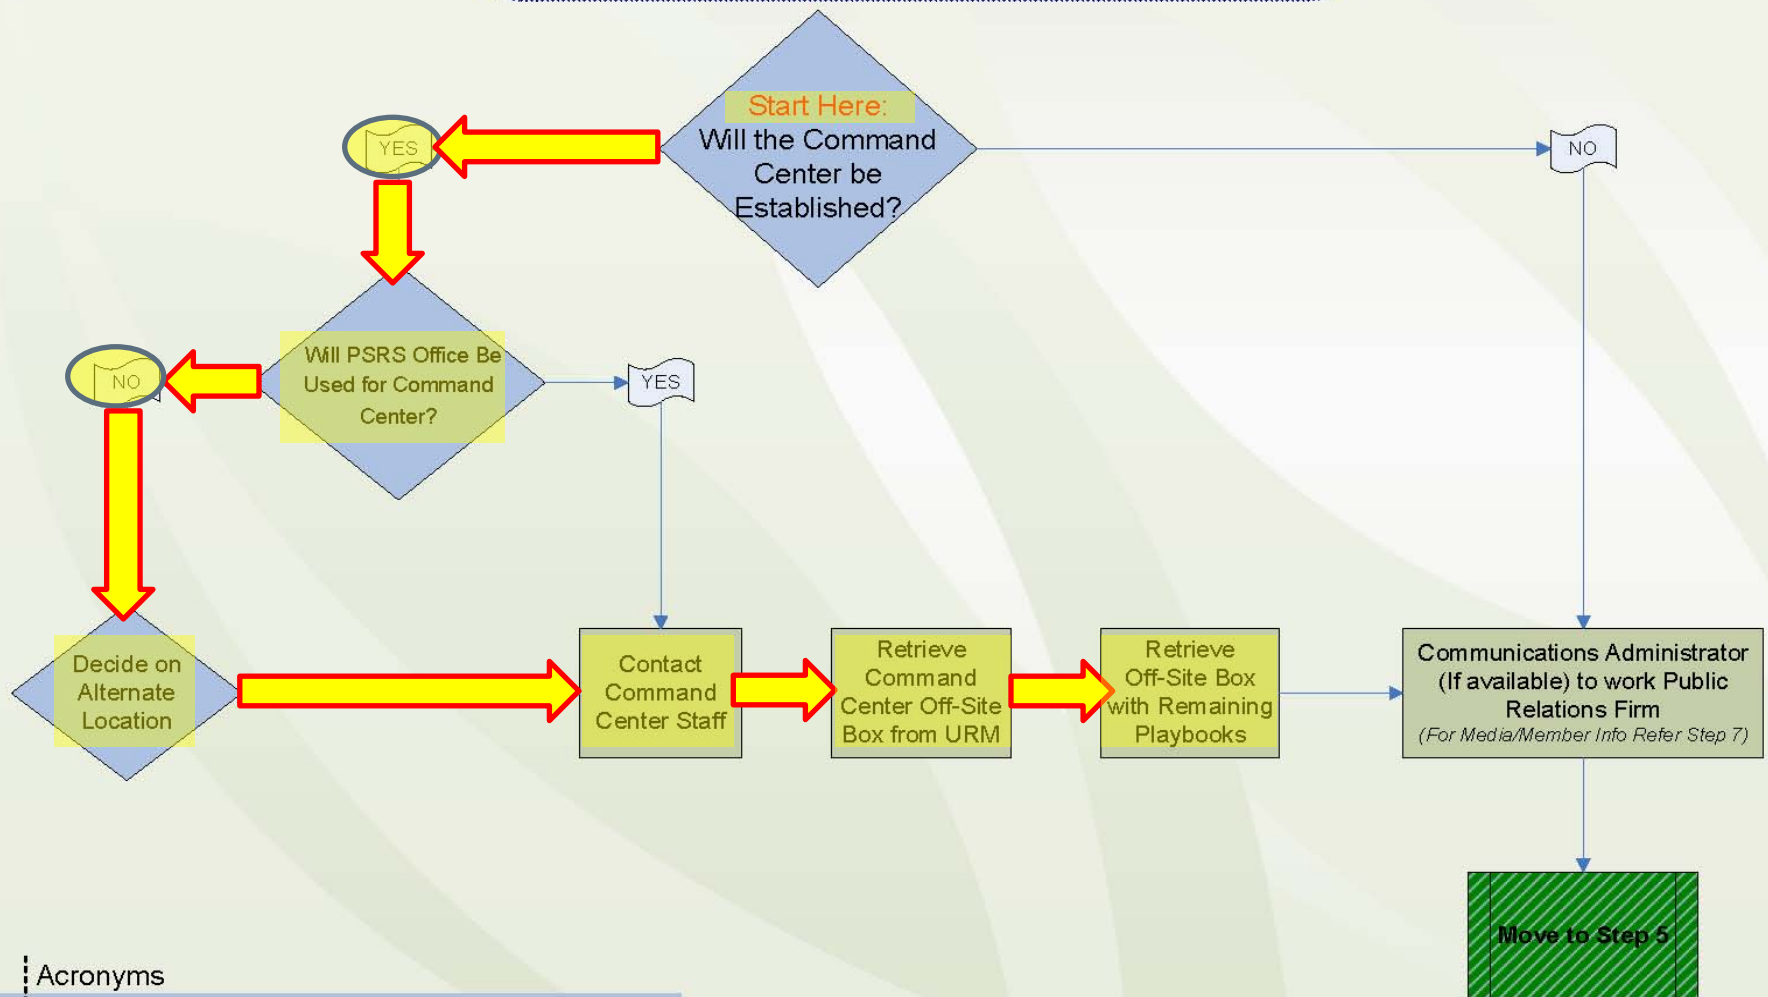 Start Here:
Will the Command
Center be
Established?
YES
NO
Will PSRS Office Be
Used for Command
Center?
NO
YES
Decide on
Alternate
Location
Contact
Command
Center Staff
Retrieve
Command
Center Off-Site
Box from URM
Retrieve
Off-Site Box
with Remaining
Playbooks
Communications Administrator
(If available) to work Public
Relations Firm
(For Media/Member Info Refer Step 7)
Move to Step 5
Acronyms